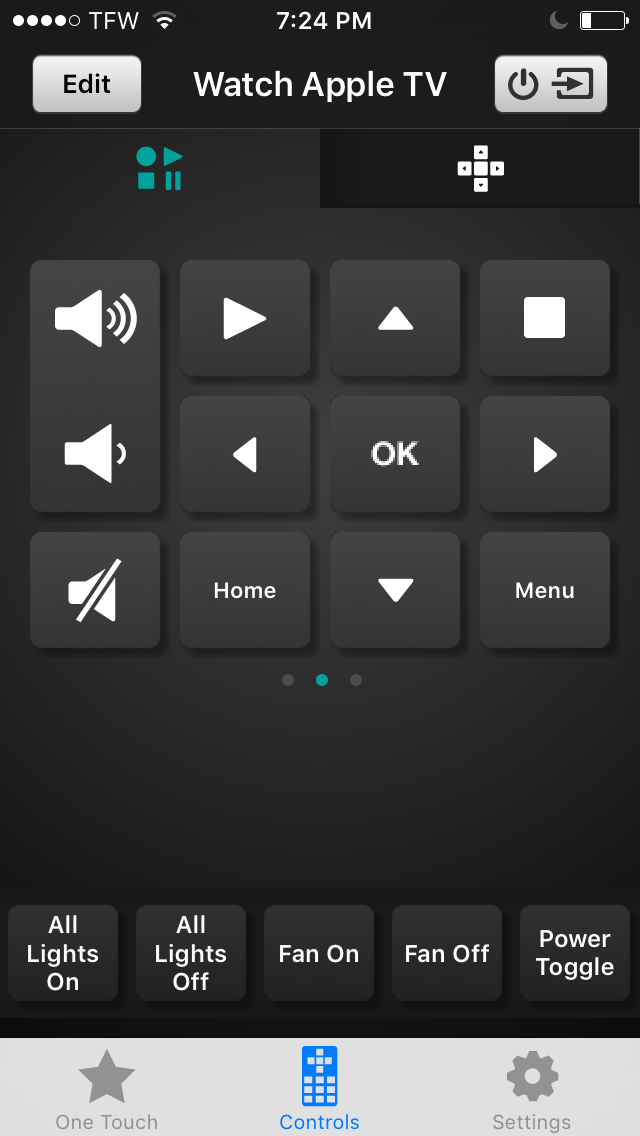 TFW 7:24 PM
Edit Watch Apple TV
OK
Home Menu
All Lights On
All Lights Off
Fan On
Fan Off
Power Toggle
One Touch Controls Settings